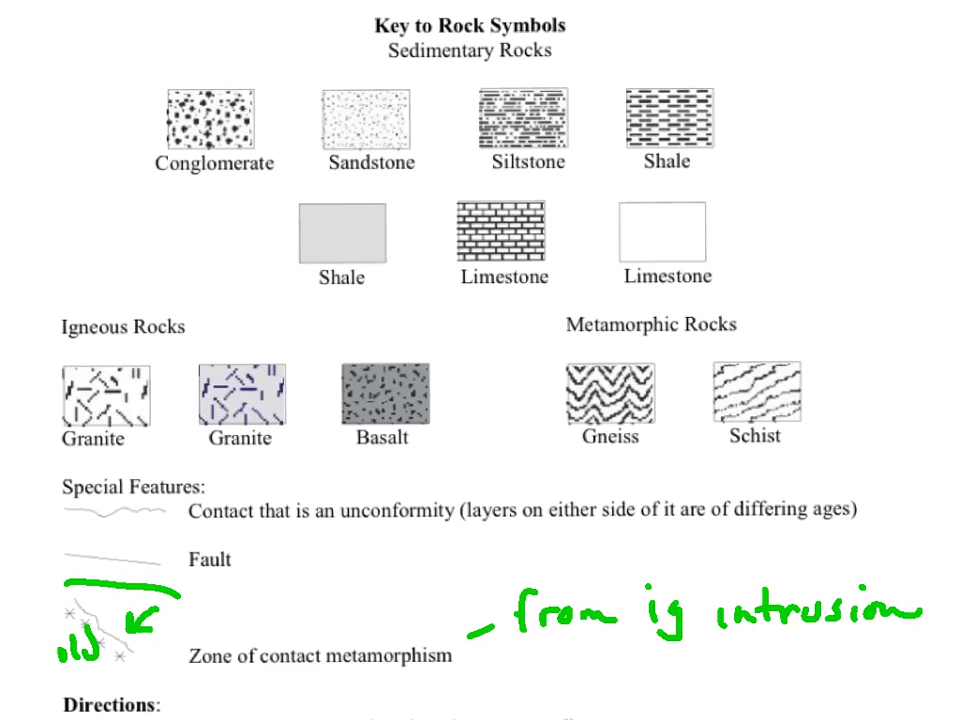 Key to Rock Symbols
Sedimentary Rocks
Conglomerate Sandstone Siltstone Shale
Shale Limestone Limestone
Igneous Rocks Metamorphic Rocks
Granite Granite Basalt Gneiss Schist
Special Features:
Contact that is an unconformity (layers on either side of it are of differing ages)
Fault
- from ig intrusion
Zone of contact metamorphism
Directions: